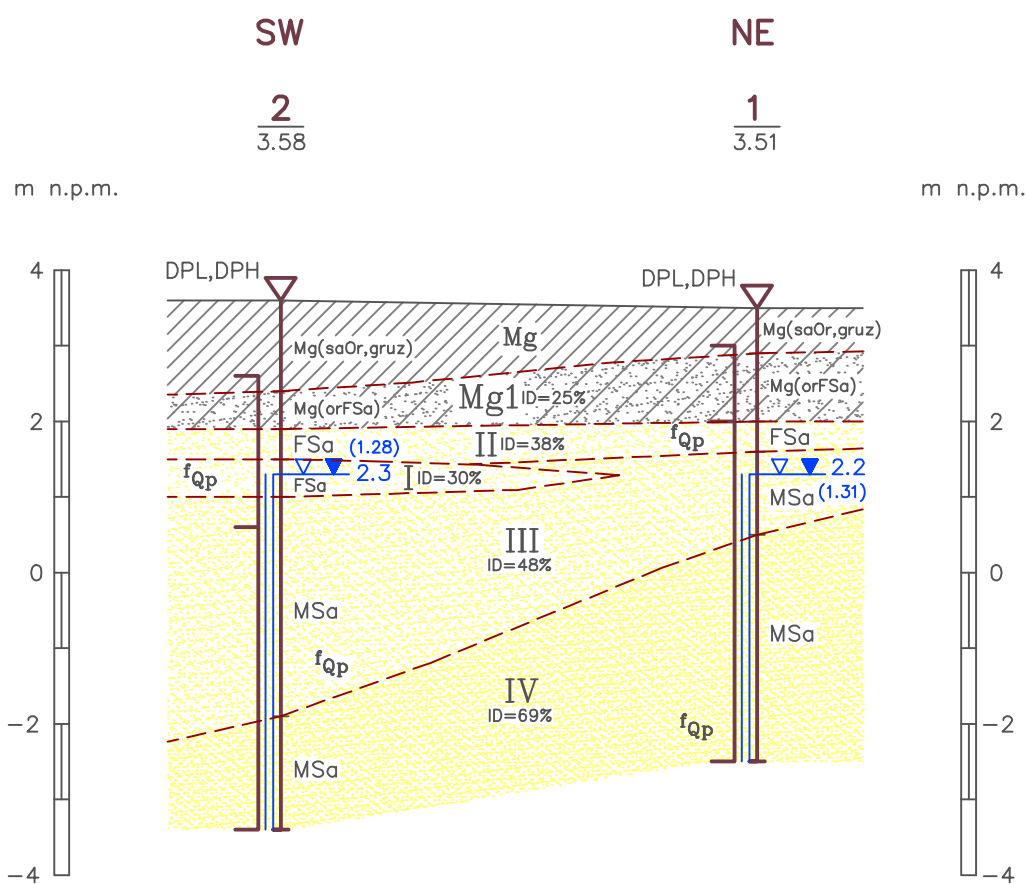 SW NE
2 1
3.58 3.51
m n.p.m. m n.p.m.
4 DPL,DPH DPL,DPH 4
Mg Mg(saOr,gruz)
Mg(saOr,gruz)
Mg1 ID=25% Mg(orFSa)
Mg(orFSa)
2 2
FSa (1.28) II ID=38% fQp FSa
fQp 2.3 I ID=30% 2.2
FSa MSa (1.31)
III
ID=48%
0 0
MSa MSa
fQp
IV
ID=69%
fQp
-2 -2
MSa
-4 -4